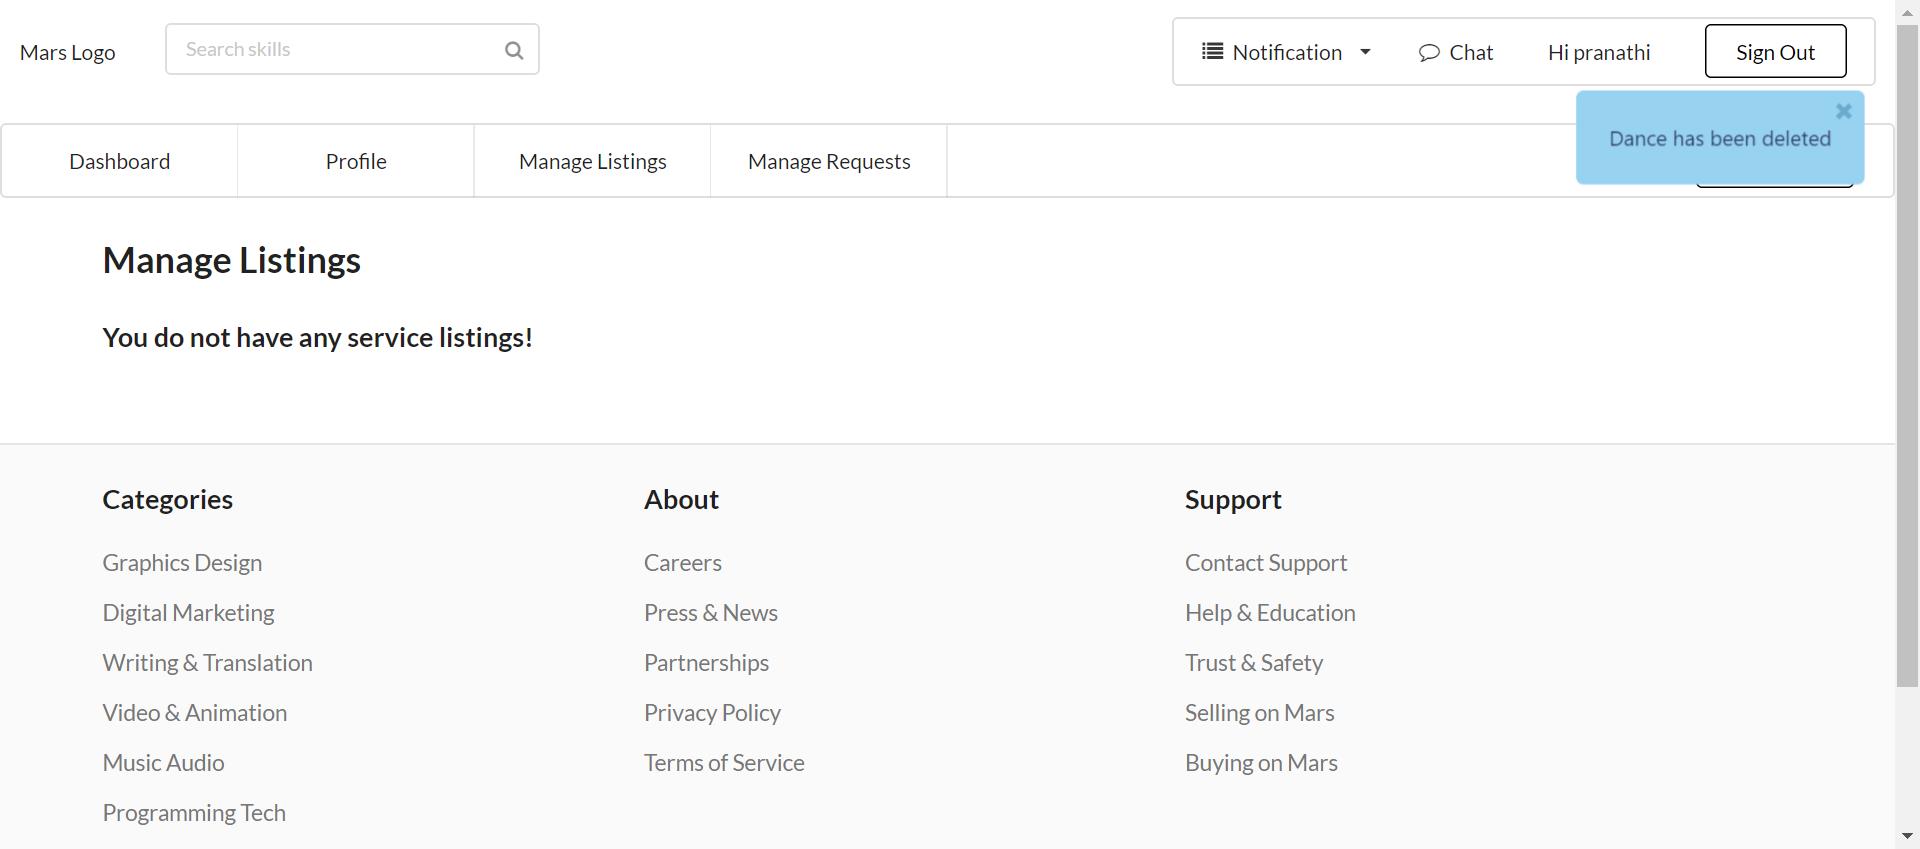 Mars Logo
Search skills
Notification
Chat
Hi pranathi
Sign Out
Dance has been deleted
Dashboard
Profile
Manage Listings
Manage Requests
Manage Listings
You do not have any service listings!
Categories
Graphics Design
Digital Marketing
Writing & Translation
Video & Animation
Music Audio
Programming Tech
About
Careers
Press & News
Partnerships
Privacy Policy
Terms of Service
Support
Contact Support
Help & Education
Trust & Safety
Selling on Mars
Buying on Mars